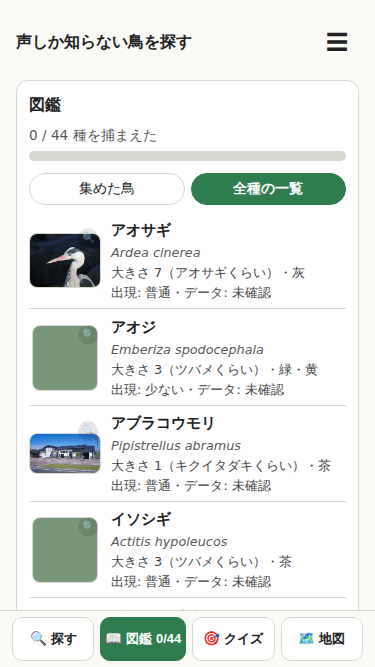 声しか知らない鳥を探す
図鑑
0 / 44 種を捕まえた
集めた鳥
全種の一覧
アオサギ
Ardea cinerea
大きさ 7（アオサギくらい）・灰
出現: 普通・データ: 未確認
アオジ
Emberiza spodocephala
大きさ 3（ツバメくらい）・緑・黄
出現: 少ない・データ: 未確認
アブラコウモリ
Pipistrellus abramus
大きさ 1（キクイタダキくらい）・茶
出現: 普通・データ: 未確認
イソシギ
Actitis hypoleucos
大きさ 3（ツバメくらい）・茶
出現: 普通・データ: 未確認
探す
図鑑 0/44
クイズ
地図